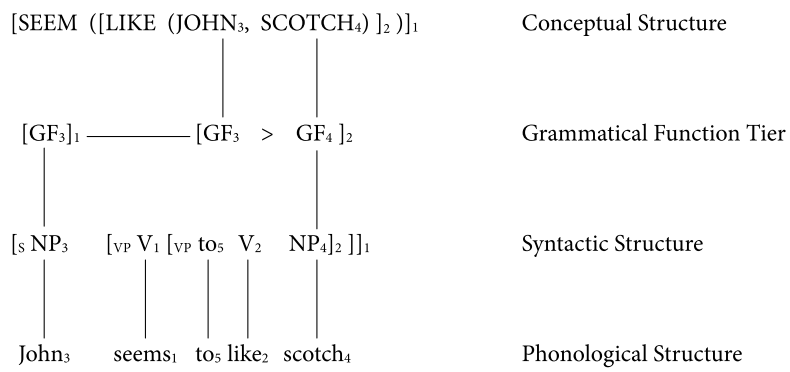 [SEEM ([LIKE (JOHN₃, SCOTCH₄) ]₂ )]₁ Conceptual Structure
[GF₃]₁ [GF₃ > GF₄ ]₂ Grammatical Function Tier
[S NP₃ [VP V₁ [VP to₅ V₂ NP₄]₂ ]]₁ Syntactic Structure
John₃ seems₁ to₅ like₂ scotch₄ Phonological Structure